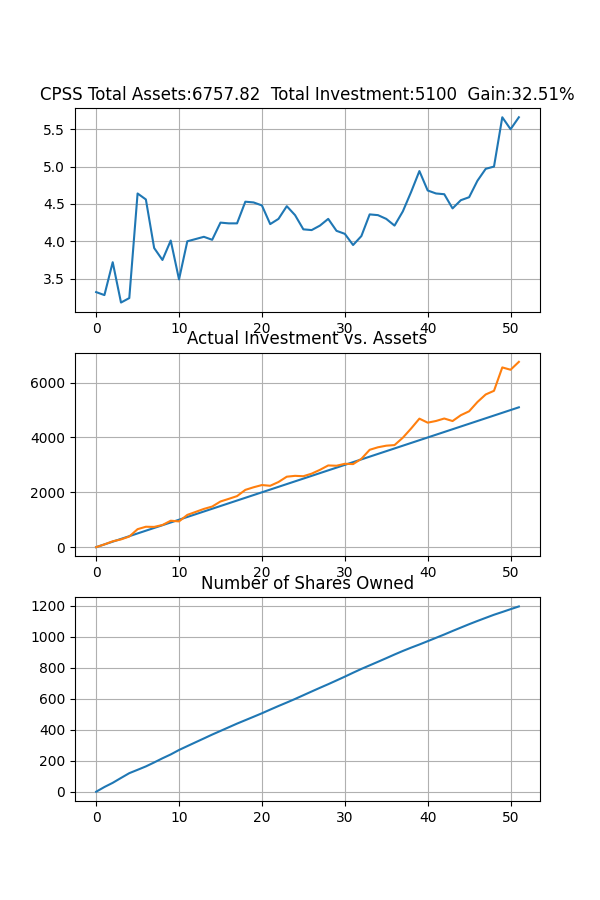 CPSS Total Assets:6757.82  Total Investment:5100  Gain:32.51%
5.5
5.0
4.5
4.0
3.5
0 10 20 30 40 50
Actual Investment vs. Assets
6000
4000
2000
0
0 10 20 30 40 50
Number of Shares Owned
1200
1000
800
600
400
200
0
0 10 20 30 40 50